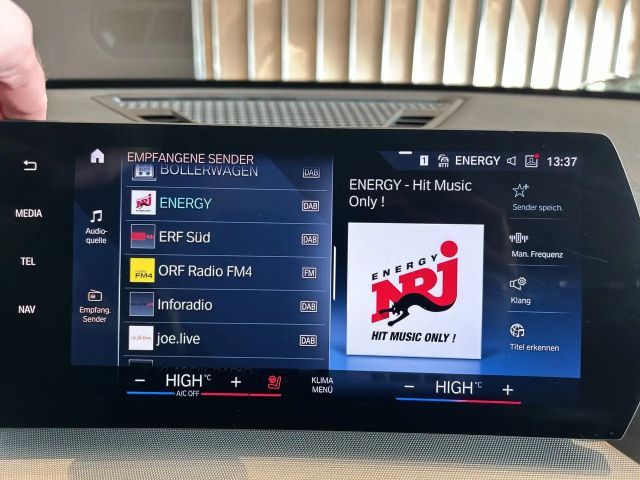 EMPFANGENE SENDER
1 ENERGY 13:37
BOLLERWAGEN DAB
ENERGY DAB
ERF Süd DAB
ORF Radio FM4 FM
FM4
Inforadio DAB
joe.live DAB
MEDIA
TEL
NAV
Audio-
quelle
Empfang.
Sender
ENERGY - Hit Music
Only !
ENERGY
NRJ
HIT MUSIC ONLY !
Sender speich.
Man. Frequenz
Klang
Titel erkennen
− HIGH °C +
A/C OFF
KLIMA
MENÜ
− HIGH °C +